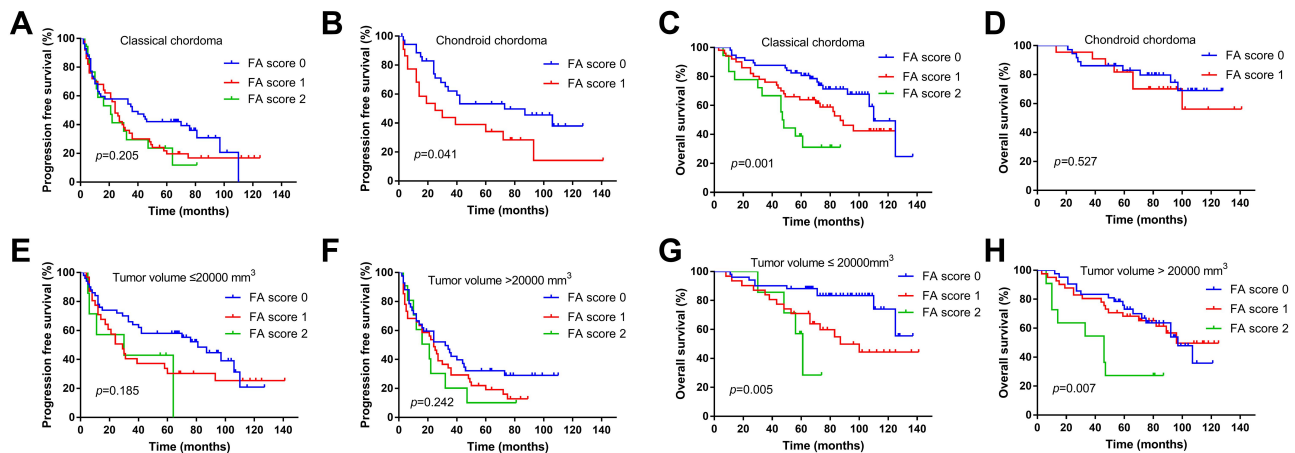 A
Progression free survival (%)
100
80
60
40
20
0
Classical chordoma
FA score 0
FA score 1
FA score 2
p=0.205
0 20 40 60 80 100 120 140
Time (months)
B
Progression free survival (%)
100
80
60
40
20
0
Chondroid chordoma
FA score 0
FA score 1
p=0.041
0 20 40 60 80 100 120 140
Time (months)
C
Overall survival (%)
100
80
60
40
20
0
Classical chordoma
FA score 0
FA score 1
FA score 2
p=0.001
0 20 40 60 80 100 120 140
Time (months)
D
Overall survival (%)
100
80
60
40
20
0
Chondroid chordoma
FA score 0
FA score 1
p=0.527
0 20 40 60 80 100 120 140
Time (months)
E
Progression free survival (%)
100
80
60
40
20
0
Tumor volume ≤20000 mm³
FA score 0
FA score 1
FA score 2
p=0.185
0 20 40 60 80 100 120 140
Time (months)
F
Progression free survival (%)
100
80
60
40
20
0
Tumor volume >20000 mm³
FA score 0
FA score 1
FA score 2
p=0.242
0 20 40 60 80 100 120 140
Time (months)
G
Overall survival (%)
100
80
60
40
20
0
Tumor volume ≤ 20000mm³
FA score 0
FA score 1
FA score 2
p=0.005
0 20 40 60 80 100 120 140
Time (months)
H
Overall survival (%)
100
80
60
40
20
0
Tumor volume > 20000 mm³
FA score 0
FA score 1
FA score 2
p=0.007
0 20 40 60 80 100 120 140
Time (months)